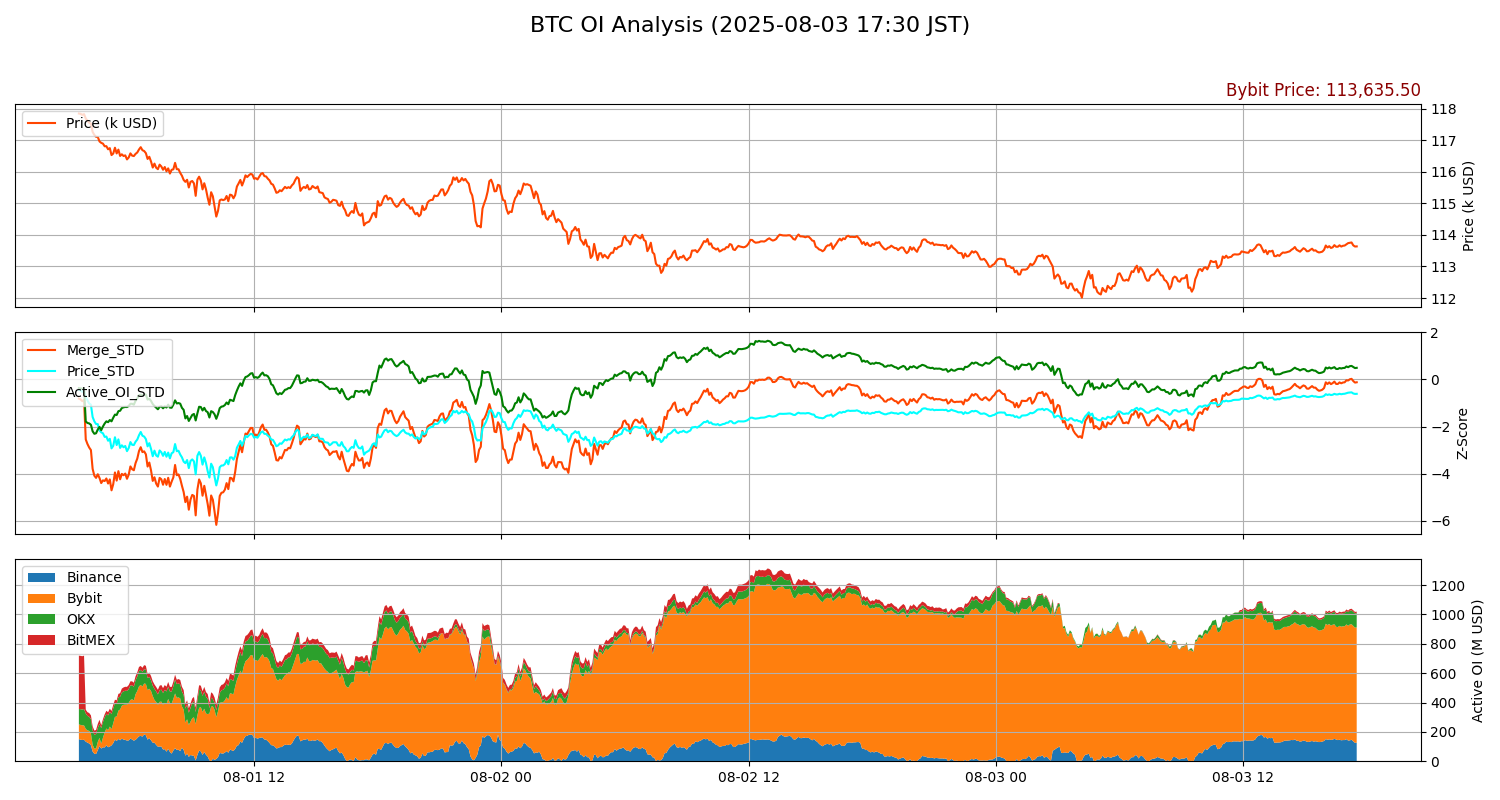 BTC OI Analysis (2025-08-03 17:30 JST)
Bybit Price: 113,635.50
Price (k USD)
118
117
116
115
114
113
112
Price (k USD)
Merge_STD
Price_STD
Active_OI_STD
2
0
−2
−4
−6
Z-Score
Binance
Bybit
OKX
BitMEX
1200
1000
800
600
400
200
0
Active OI (M USD)
08-01 12
08-02 00
08-02 12
08-03 00
08-03 12